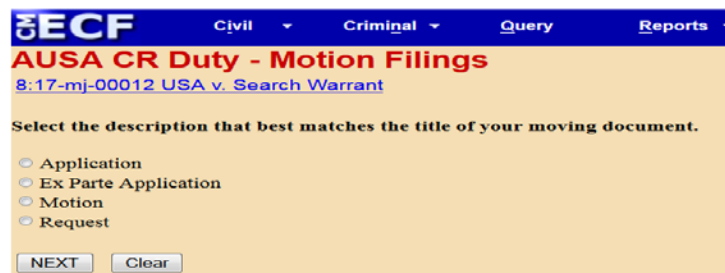 CM ECF Civil Criminal Query Reports
AUSA CR Duty - Motion Filings
8:17-mj-00012 USA v. Search Warrant
Select the description that best matches the title of your moving document.
Application
Ex Parte Application
Motion
Request
NEXT Clear